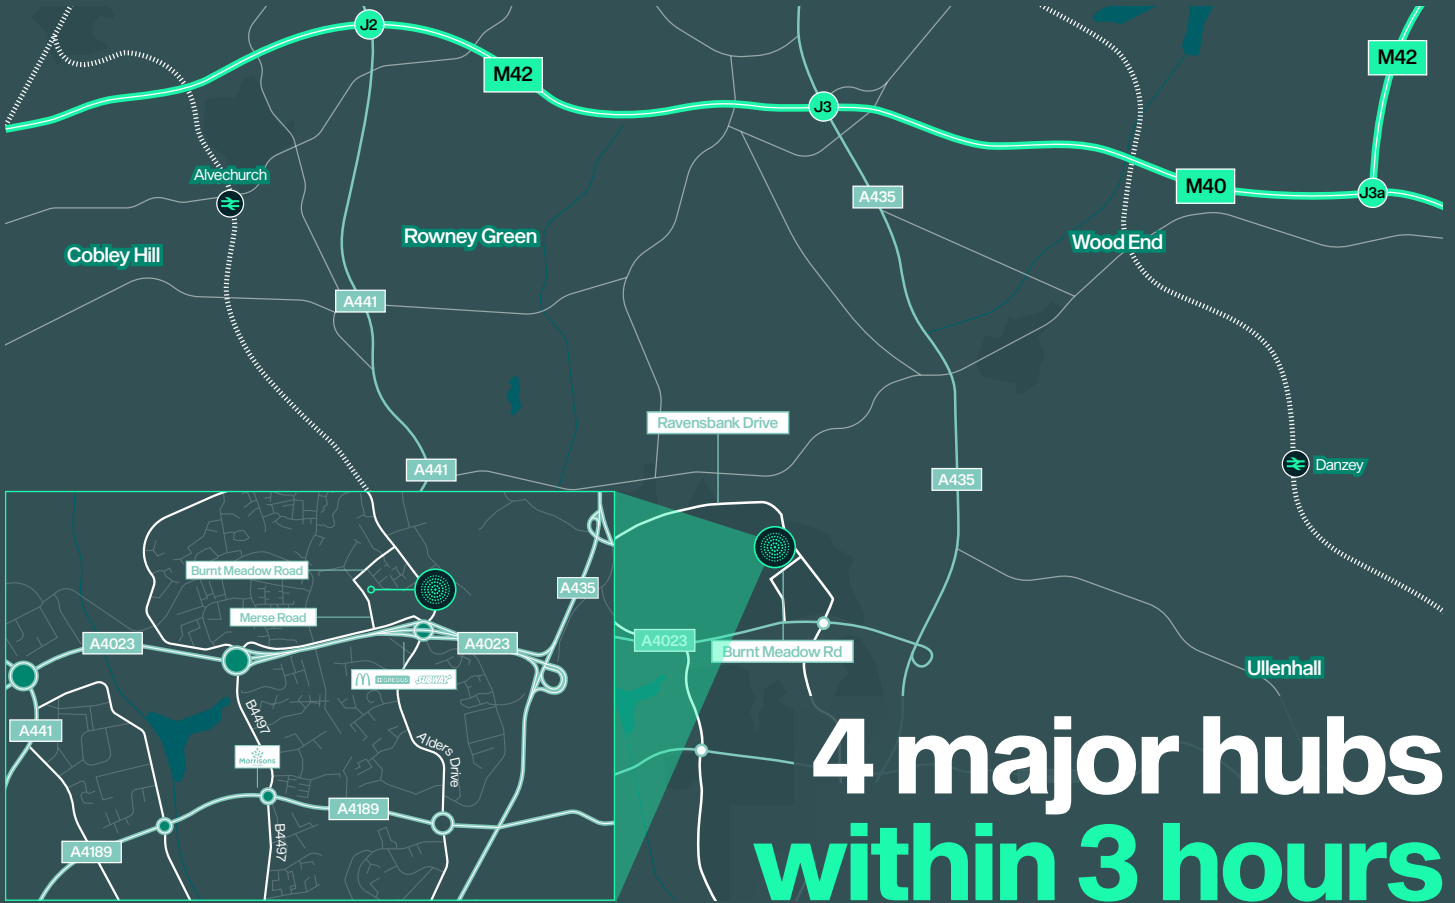 J2
M42
M42
J3
Alvechurch
A435
M40
J3a
Cobley Hill
Rowney Green
Wood End
A441
Ravensbank Drive
A441
A435
Danzey
Burnt Meadow Road
A435
Merse Road
A4023
A4023
A4023
Burnt Meadow Rd
GREGGS
SUBWAY
Ullenhall
B4497
A441
Alders Drive
Morrisons
A4189
B4497
A4189
4 major hubs
within 3 hours